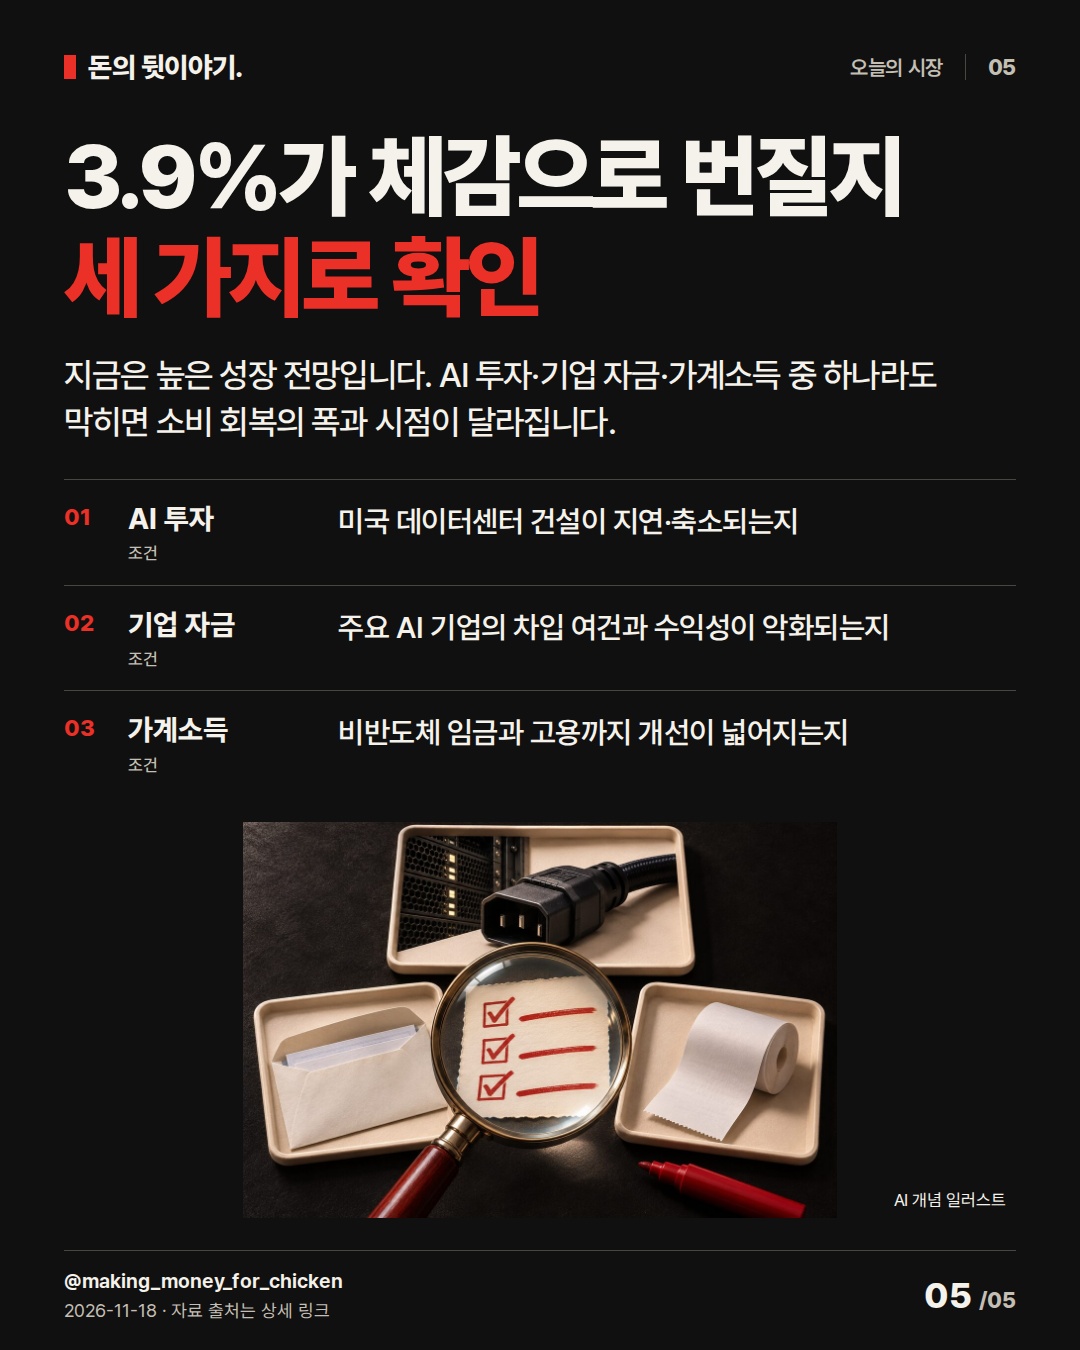 돈의 뒷이야기.
오늘의 시장 05
3.9%가 체감으로 번질지
세 가지로 확인
지금은 높은 성장 전망입니다. AI 투자·기업 자금·가계소득 중 하나라도
막히면 소비 회복의 폭과 시점이 달라집니다.
01 AI 투자 미국 데이터센터 건설이 지연·축소되는지
조건
02 기업 자금 주요 AI 기업의 차입 여건과 수익성이 악화되는지
조건
03 가계소득 비반도체 임금과 고용까지 개선이 넓어지는지
조건
AI 개념 일러스트
@making_money_for_chicken
2026-11-18 · 자료 출처는 상세 링크
05 /05